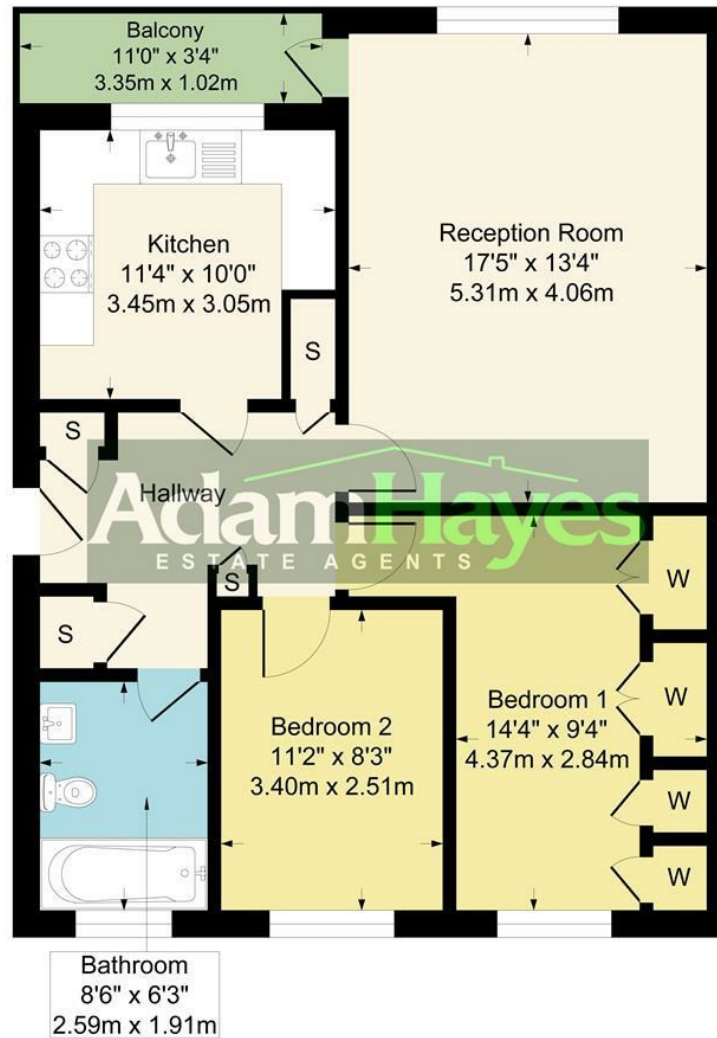 Balcony
11'0" x 3'4"
3.35m x 1.02m
Kitchen
11'4" x 10'0"
3.45m x 3.05m
Reception Room
17'5" x 13'4"
5.31m x 4.06m
S
S
Hallway
AdamHayes
ESTATE AGENTS
S
S
W
W
W
W
Bedroom 1
14'4" x 9'4"
4.37m x 2.84m
Bedroom 2
11'2" x 8'3"
3.40m x 2.51m
Bathroom
8'6" x 6'3"
2.59m x 1.91m